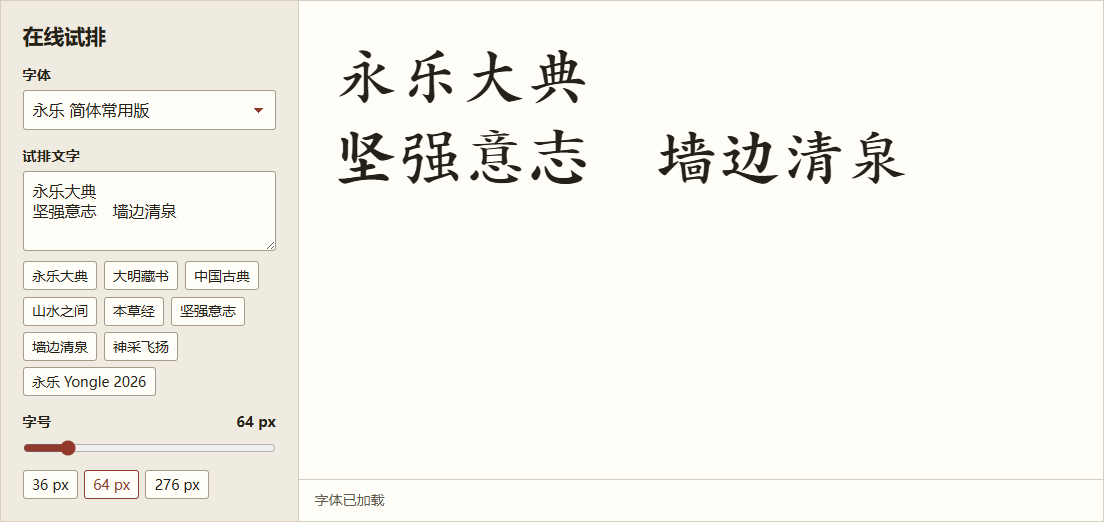 在线试排
字体
永乐 简体常用版
试排文字
永乐大典
坚强意志　墙边清泉
永乐大典
大明藏书
中国古典
山水之间
本草经
坚强意志
墙边清泉
神采飞扬
永乐 Yongle 2026
字号
64 px
36 px
64 px
276 px
永乐大典
坚强意志　墙边清泉
字体已加载